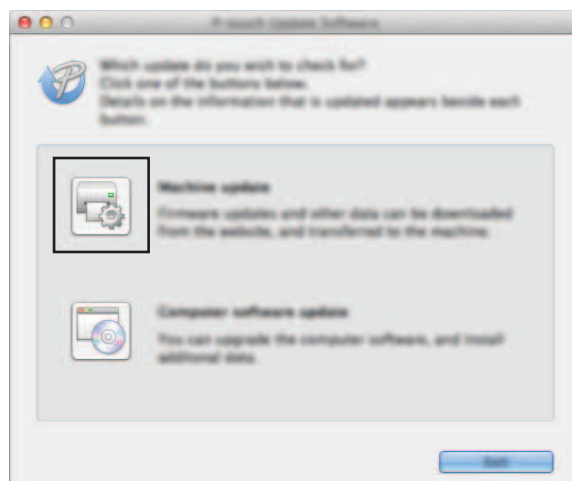 P-touch Update Software
Which update do you wish to check for?
Click one of the buttons below.
Details on the information that is updated appears beside each
button.
Machine update
Firmware updates and other data can be downloaded
from the website, and transferred to the machine.
Computer software update
You can upgrade the computer software, and install
additional data.
Exit